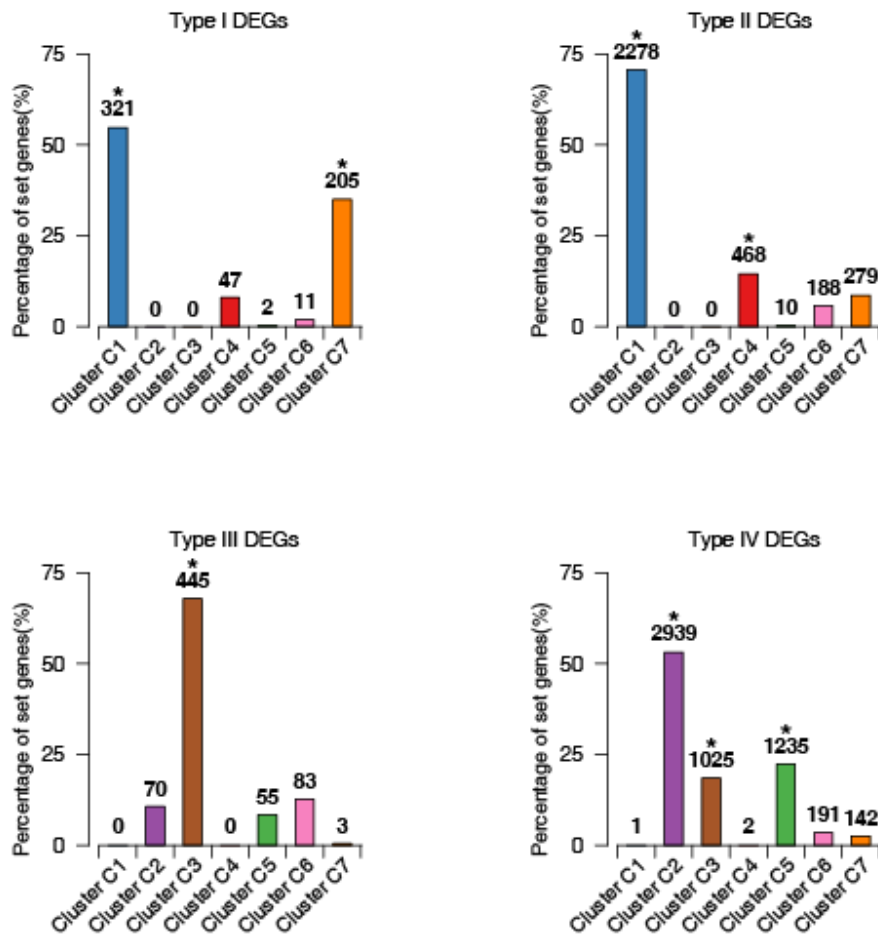 Type I DEGs
Percentage of set genes(%)
75
50
25
0
*
321
0
0
47
2
11
*
205
Cluster C1
Cluster C2
Cluster C3
Cluster C4
Cluster C5
Cluster C6
Cluster C7
Type II DEGs
Percentage of set genes(%)
75
50
25
0
*
2278
0
0
*
468
10
188
279
Cluster C1
Cluster C2
Cluster C3
Cluster C4
Cluster C5
Cluster C6
Cluster C7
Type III DEGs
Percentage of set genes(%)
75
50
25
0
0
70
*
445
0
55
83
3
Cluster C1
Cluster C2
Cluster C3
Cluster C4
Cluster C5
Cluster C6
Cluster C7
Type IV DEGs
Percentage of set genes(%)
75
50
25
0
1
*
2939
*
1025
2
*
1235
191
142
Cluster C1
Cluster C2
Cluster C3
Cluster C4
Cluster C5
Cluster C6
Cluster C7